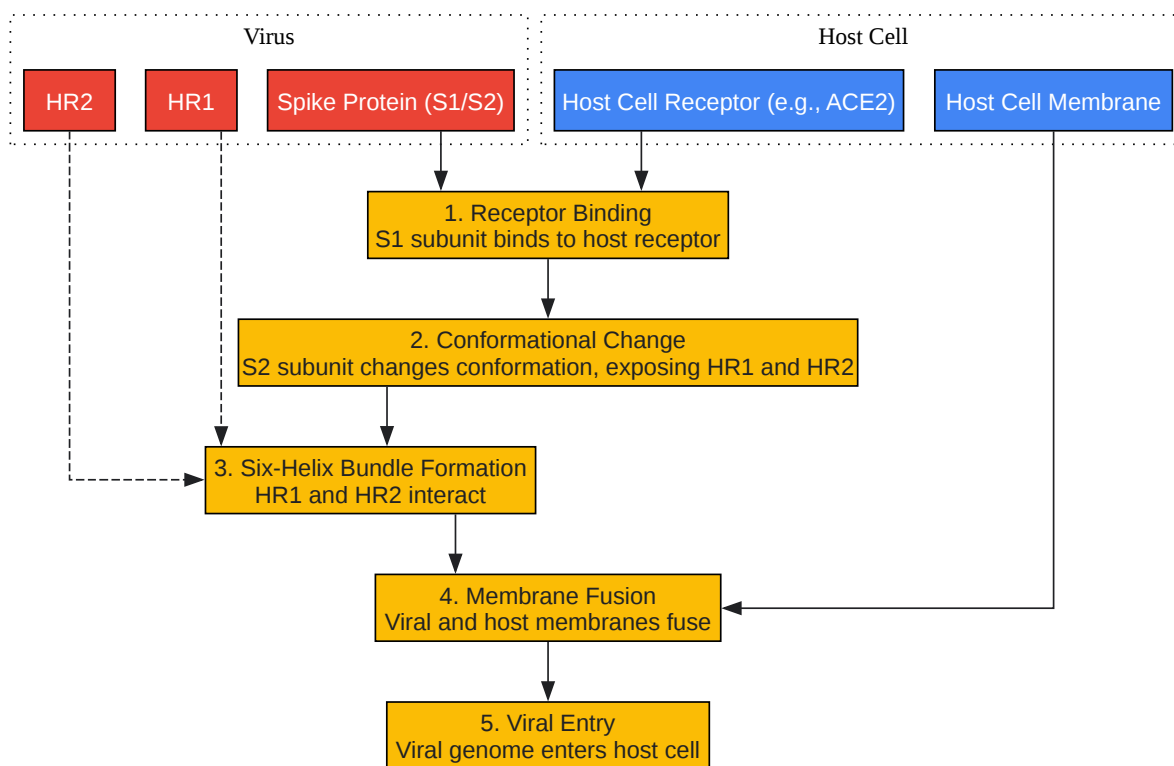 Virus
Host Cell
HR2
HR1
Spike Protein (S1/S2)
Host Cell Receptor (e.g., ACE2)
Host Cell Membrane
1. Receptor Binding
S1 subunit binds to host receptor
2. Conformational Change
S2 subunit changes conformation, exposing HR1 and HR2
3. Six-Helix Bundle Formation
HR1 and HR2 interact
4. Membrane Fusion
Viral and host membranes fuse
5. Viral Entry
Viral genome enters host cell